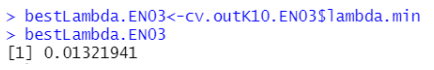 > bestLambda.EN03<-cv.outK10.EN03$lambda.min
> bestLambda.EN03
[1] 0.01321941